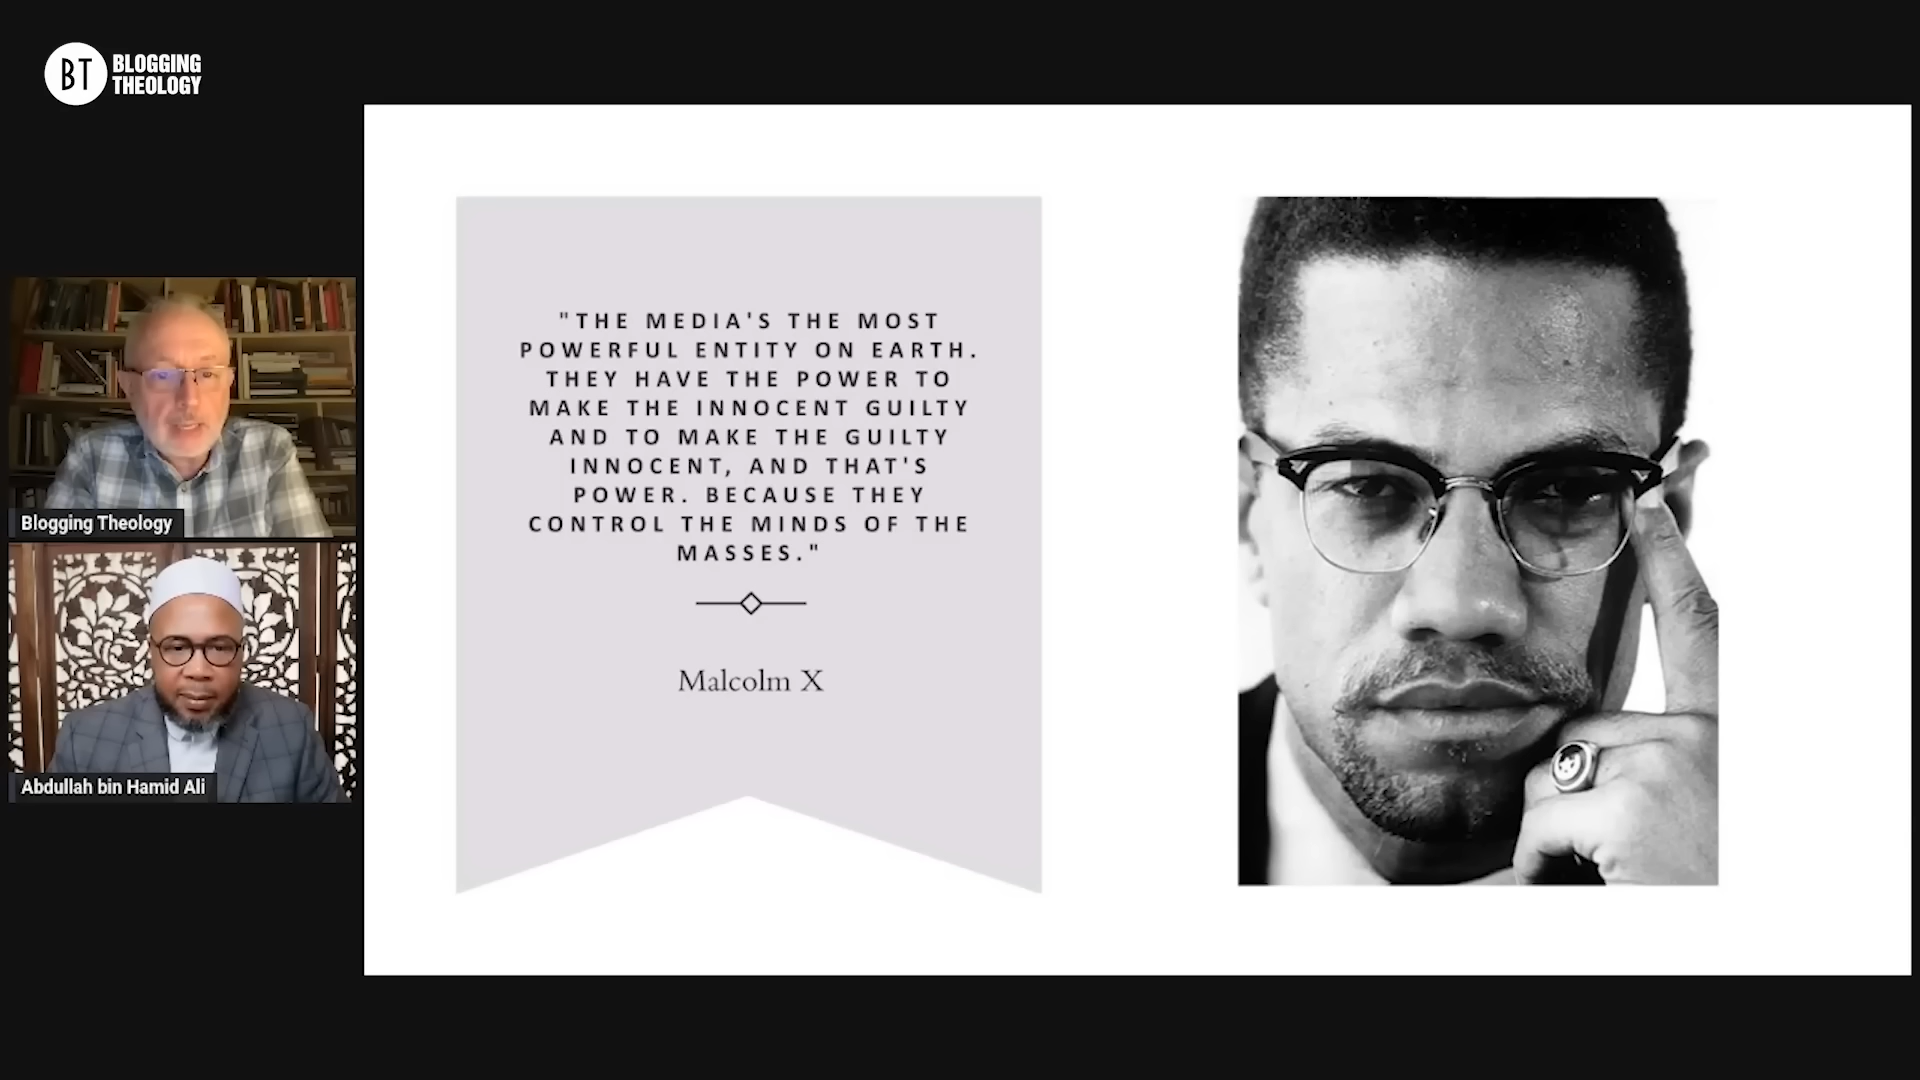 BT
BLOGGING
THEOLOGY
"THE MEDIA'S THE MOST
POWERFUL ENTITY ON EARTH.
THEY HAVE THE POWER TO
MAKE THE INNOCENT GUILTY
AND TO MAKE THE GUILTY
INNOCENT, AND THAT'S
POWER. BECAUSE THEY
CONTROL THE MINDS OF THE
MASSES."
Malcolm X
Blogging Theology
Abdullah bin Hamid Ali